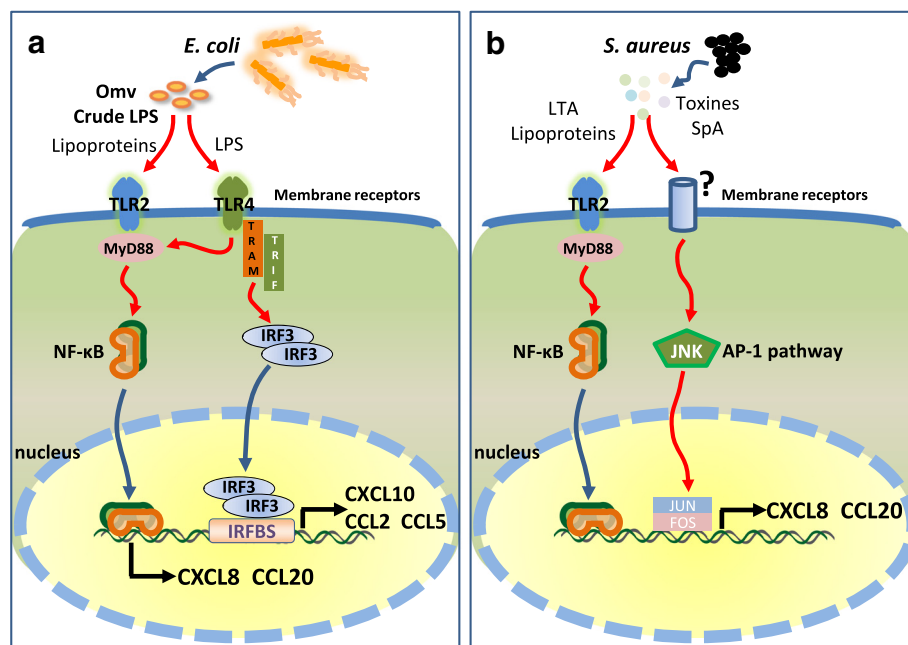 a
E. coli
Omv
Crude LPS
Lipoproteins
LPS
TLR2
TLR4
Membrane receptors
MyD88
TRAM
TRIF
NF-κB
IRF3
IRF3
nucleus
IRF3
IRF3
IRFBS
CXCL10
CCL2 CCL5
CXCL8 CCL20
b
S. aureus
LTA
Lipoproteins
Toxines
SpA
TLR2
?
Membrane receptors
MyD88
NF-κB
JNK
AP-1 pathway
nucleus
JUN
FOS
CXCL8 CCL20